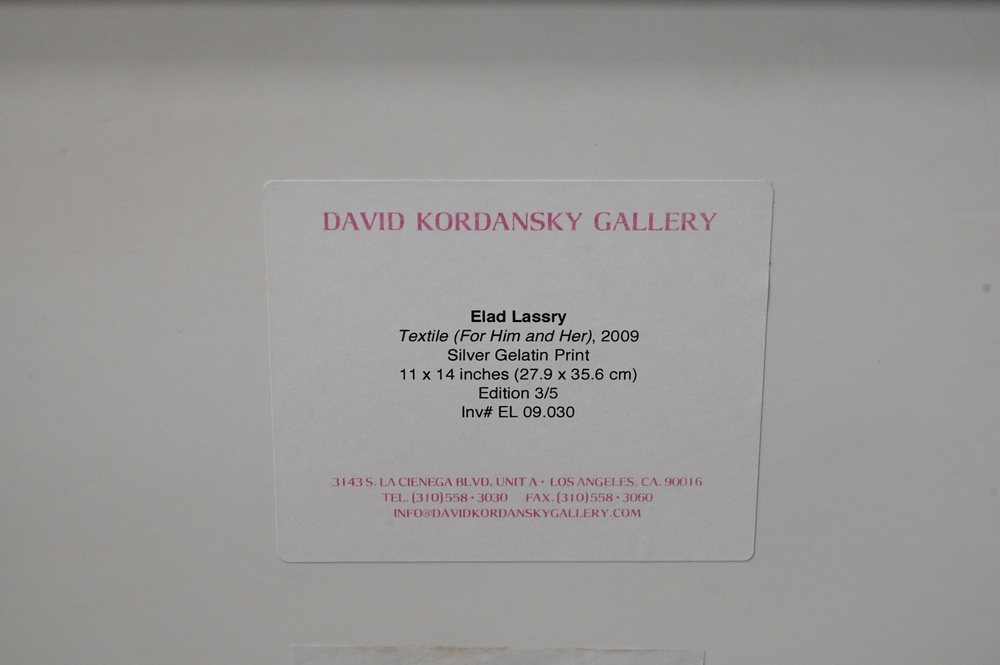 DAVID KORDANSKY GALLERY
Elad Lassry
Textile (For Him and Her), 2009
Silver Gelatin Print
11 x 14 inches (27.9 x 35.6 cm)
Edition 3/5
Inv# EL 09.030
3143 S. LA CIENEGA BLVD, UNIT A · LOS ANGELES, CA, 90016
TEL. (310)558·3030 FAX. (310)558·3060
INFO@DAVIDKORDANSKYGALLERY.COM